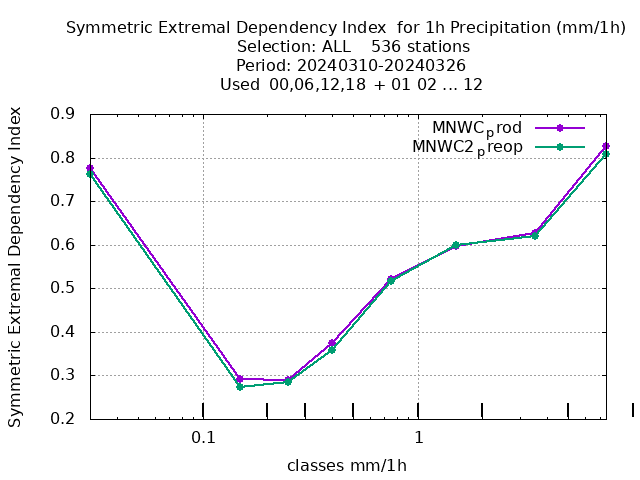 Symmetric Extremal Dependency Index for 1h Precipitation (mm/1h)
Selection: ALL 536 stations
Period: 20240310-20240326
Used 00,06,12,18 + 01 02 ... 12
MNWCprod
MNWC2preop
Symmetric Extremal Dependency Index
0.9
0.8
0.7
0.6
0.5
0.4
0.3
0.2
0.1
1
classes mm/1h